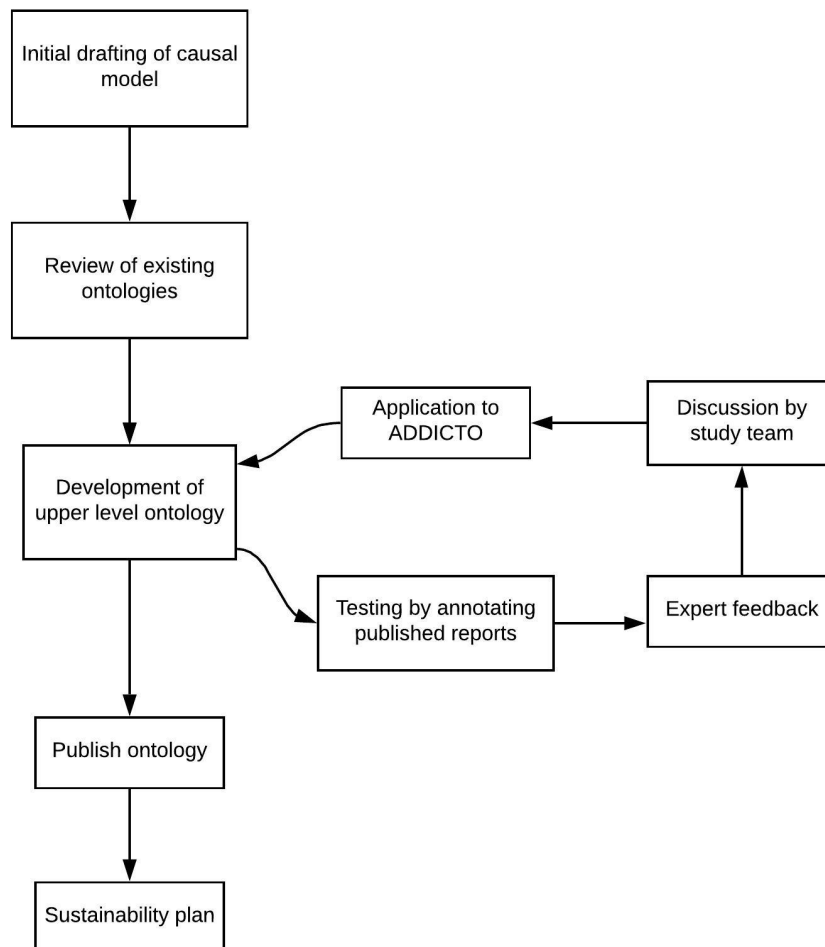 Initial drafting of causal
model
Review of existing
ontologies
Application to
ADDICTO
Discussion by
study team
Development of
upper level ontology
Testing by annotating
published reports
Expert feedback
Publish ontology
Sustainability plan